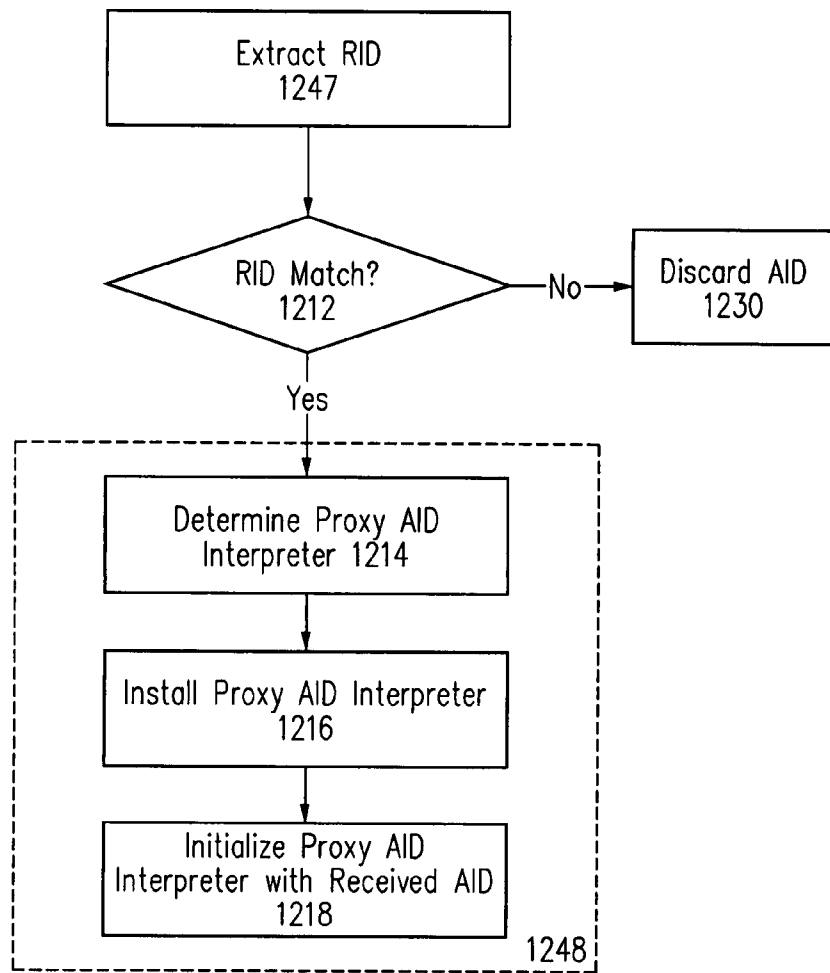 Extract RID
1247
RID Match?
1212
No
Discard AID
1230
Yes
Determine Proxy AID
Interpreter 1214
Install Proxy AID Interpreter
1216
Initialize Proxy AID
Interpreter with Received AID
1218
1248